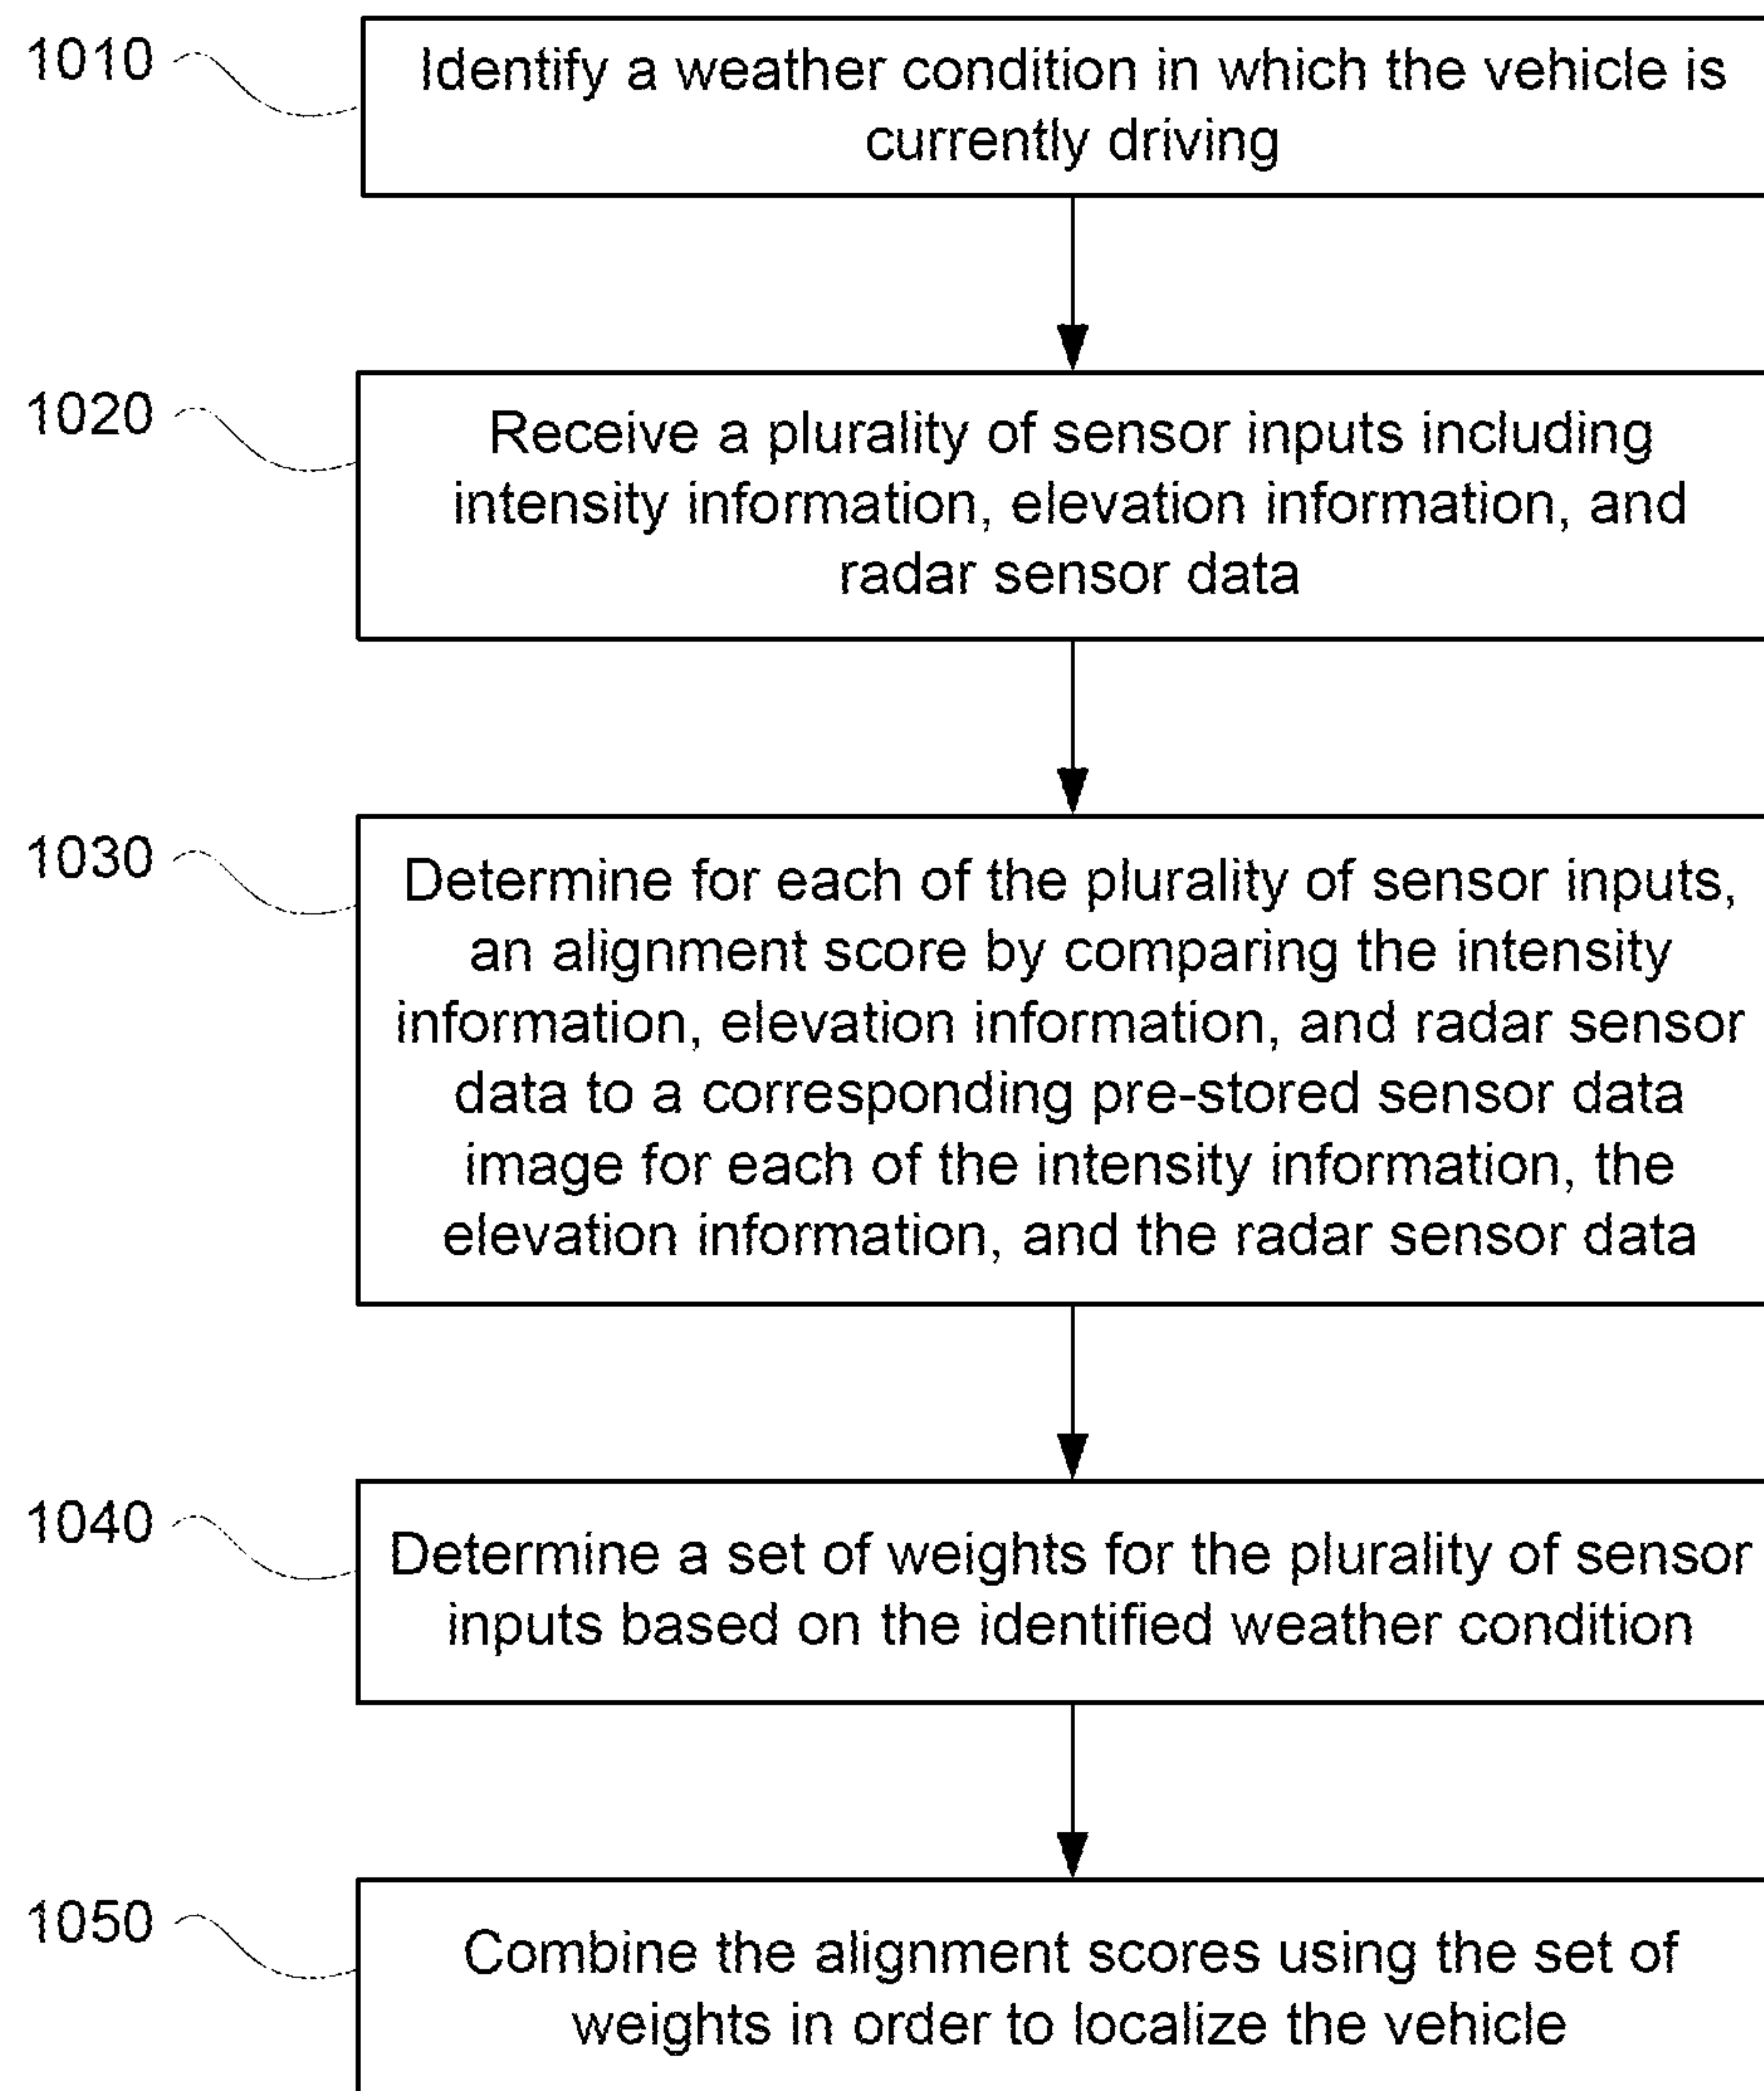 1010
Identify a weather condition in which the vehicle is
currently driving
1020
Receive a plurality of sensor inputs including
intensity information, elevation information, and
radar sensor data
1030
Determine for each of the plurality of sensor inputs,
an alignment score by comparing the intensity
information, elevation information, and radar sensor
data to a corresponding pre-stored sensor data
image for each of the intensity information, the
elevation information, and the radar sensor data
1040
Determine a set of weights for the plurality of sensor
inputs based on the identified weather condition
1050
Combine the alignment scores using the set of
weights in order to localize the vehicle